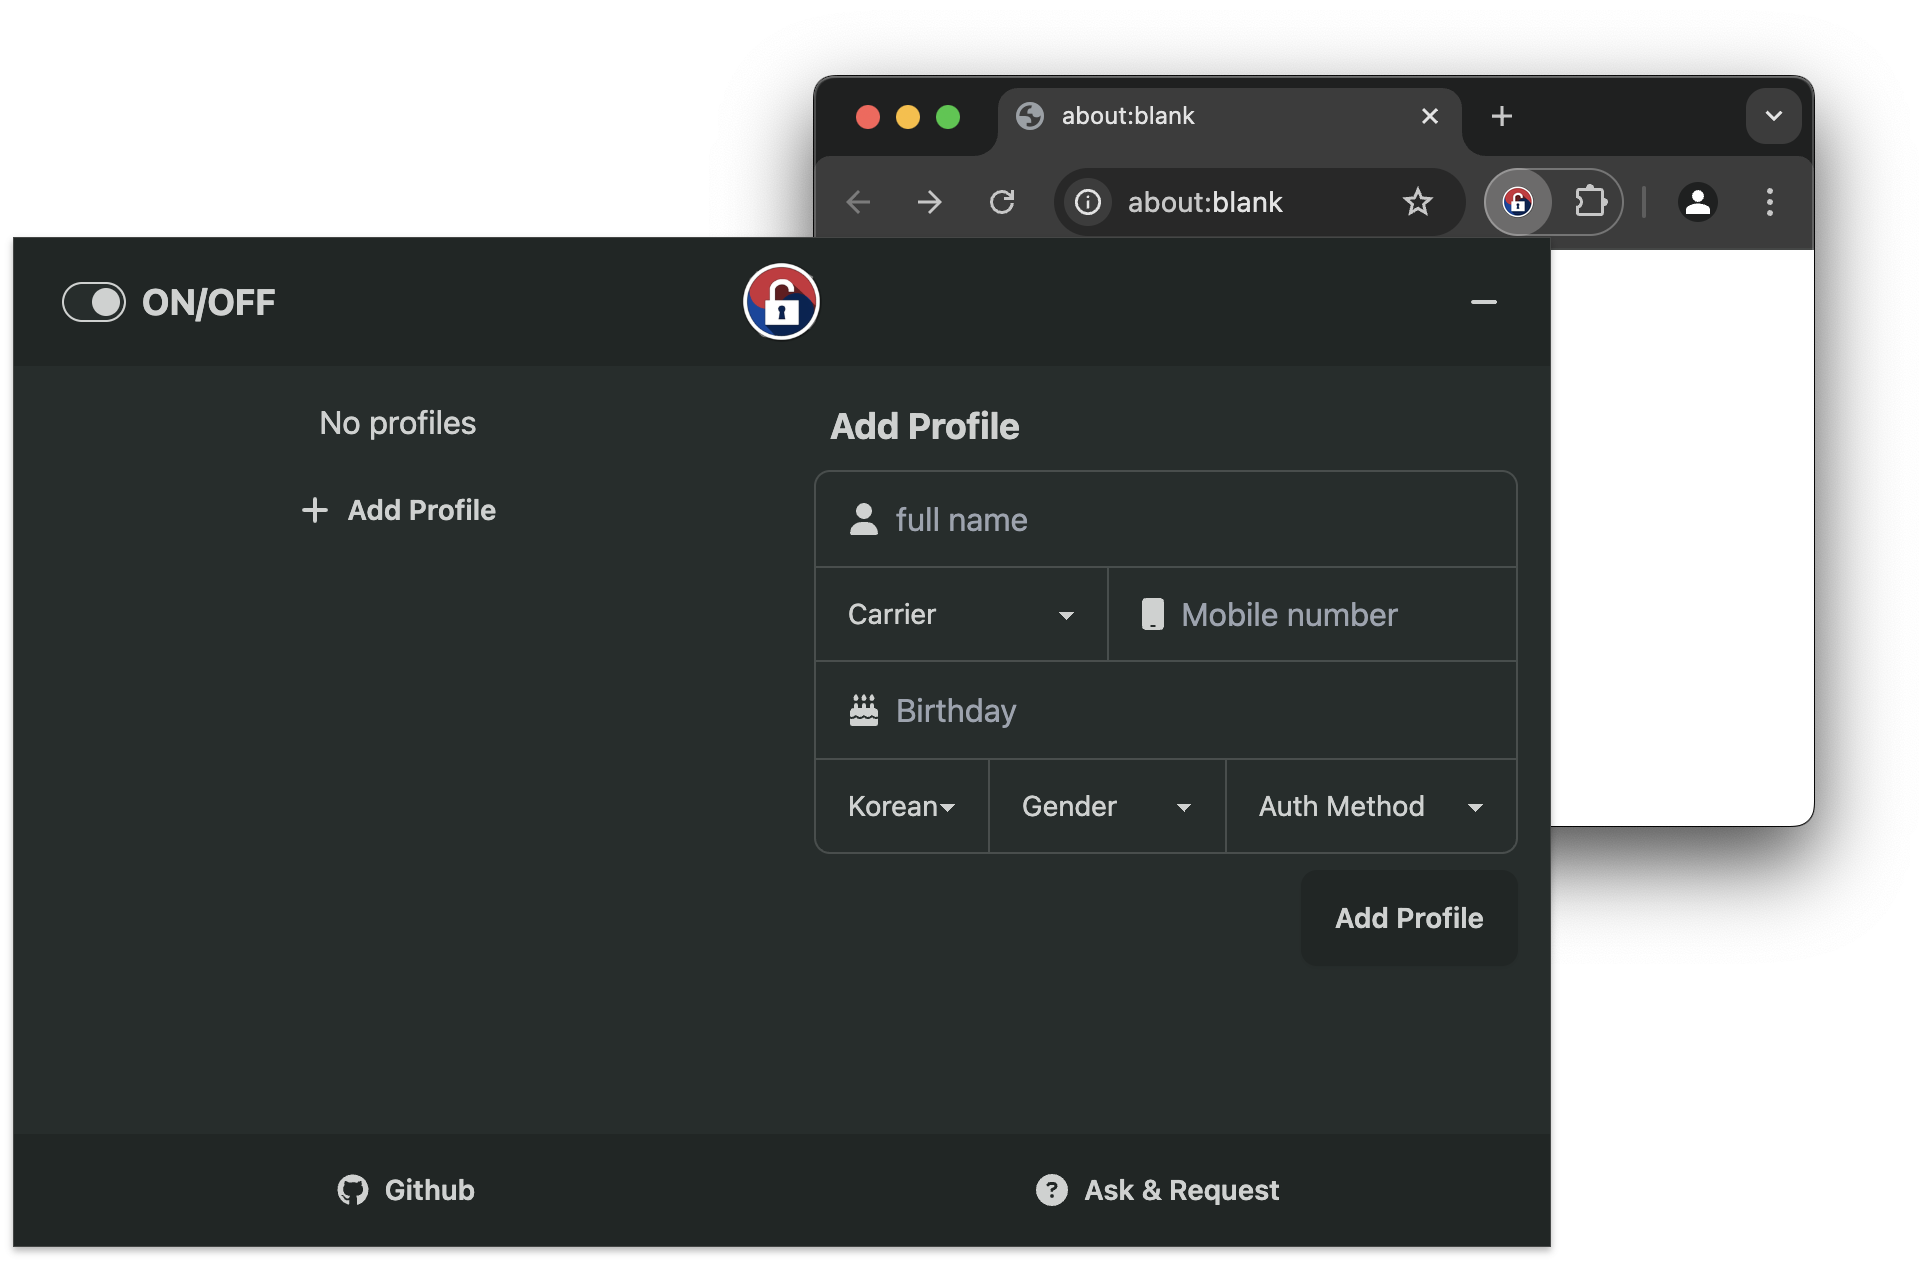 about:blank
about:blank
ON/OFF
No profiles
Add Profile
Add Profile
full name
Carrier
Mobile number
Birthday
Korean
Gender
Auth Method
Add Profile
Github
Ask & Request